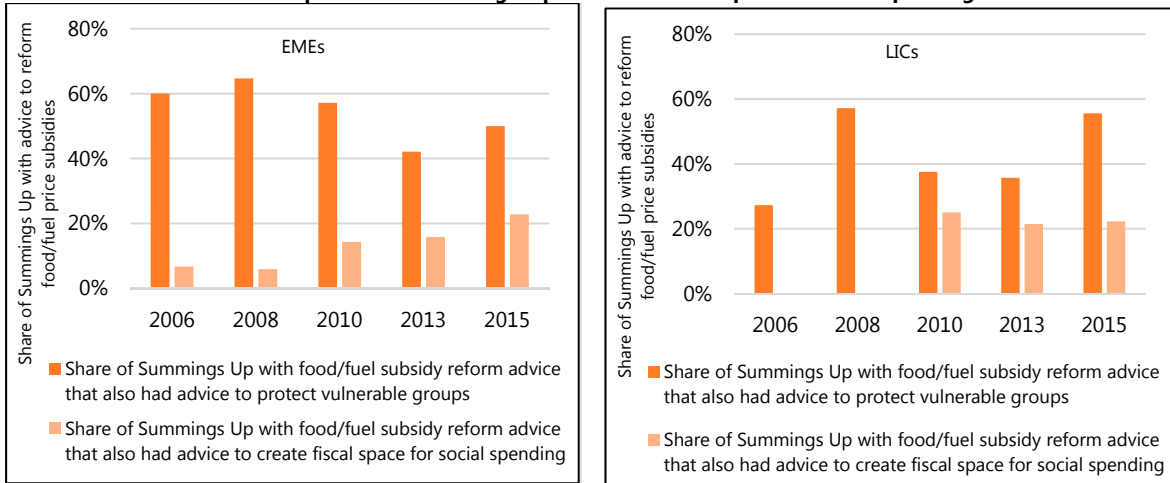 Share of Summings Up with advice to reform
food/fuel price subsidies
EMEs
80%
60%
40%
20%
0%
2006 2008 2010 2013 2015
Share of Summings Up with food/fuel subsidy reform advice
that also had advice to protect vulnerable groups
Share of Summings Up with food/fuel subsidy reform advice
that also had advice to create fiscal space for social spending
Share of Summings Up with advice to reform
food/fuel price subsidies
LICs
80%
60%
40%
20%
0%
2006 2008 2010 2013 2015
Share of Summings Up with food/fuel subsidy reform advice
that also had advice to protect vulnerable groups
Share of Summings Up with food/fuel subsidy reform advice
that also had advice to create fiscal space for social spending